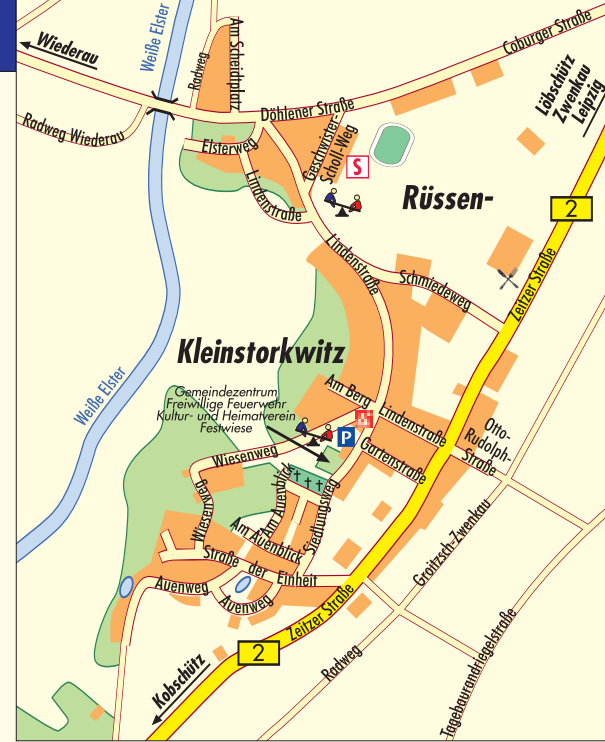 Wiederau
Weiße Elster
Radweg
Am Scheidtplatz
Coburger Straße
Löbschütz
Zwenkau
Leipzig
Radweg Wiederau
Döhlener Straße
Elsterweg
Geschwister-
Scholl-Weg
S
Lindenstraße
Rüssen-
2
Lindenstraße
Schmiedeweg
Zeitzer Straße
Kleinstorkwitz
Weiße Elster
Gemeindezentrum
Freiwillige Feuerwehr
Kultur- und Heimatverein
Festwiese
Am Berg
Lindenstraße
Otto-
Rudolph-
Straße
P
Wiesenweg
Gartenstraße
Wiesenweg
Am Auenblick
Siedlungsweg
Am Auenblick
Groitzsch-Zwenkau
Straße der Einheit
Auenweg
Auenweg
Zeitzer Straße
2
Kobschütz
Radweg
Tagebaurandriegelstraße